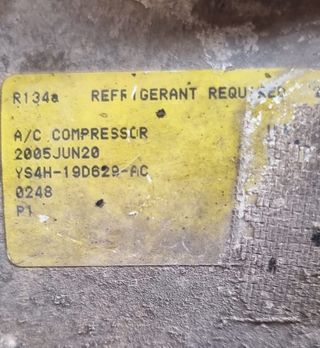 R134a REFRIGERANT REQUIRED
A/C COMPRESSOR
2005JUN20
YS4H-19D629-AC
0248
P1